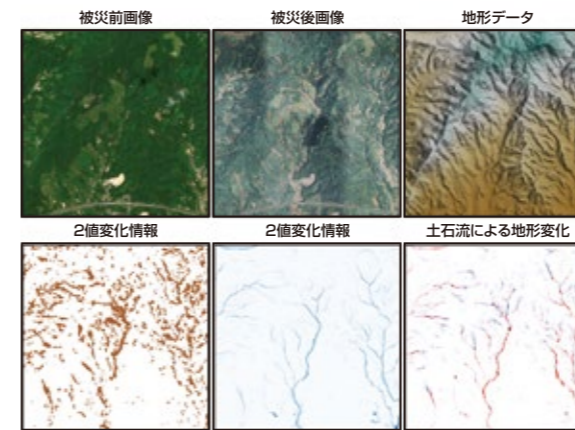 被災前画像
被災後画像
地形データ
2値変化情報
2値変化情報
土石流による地形変化